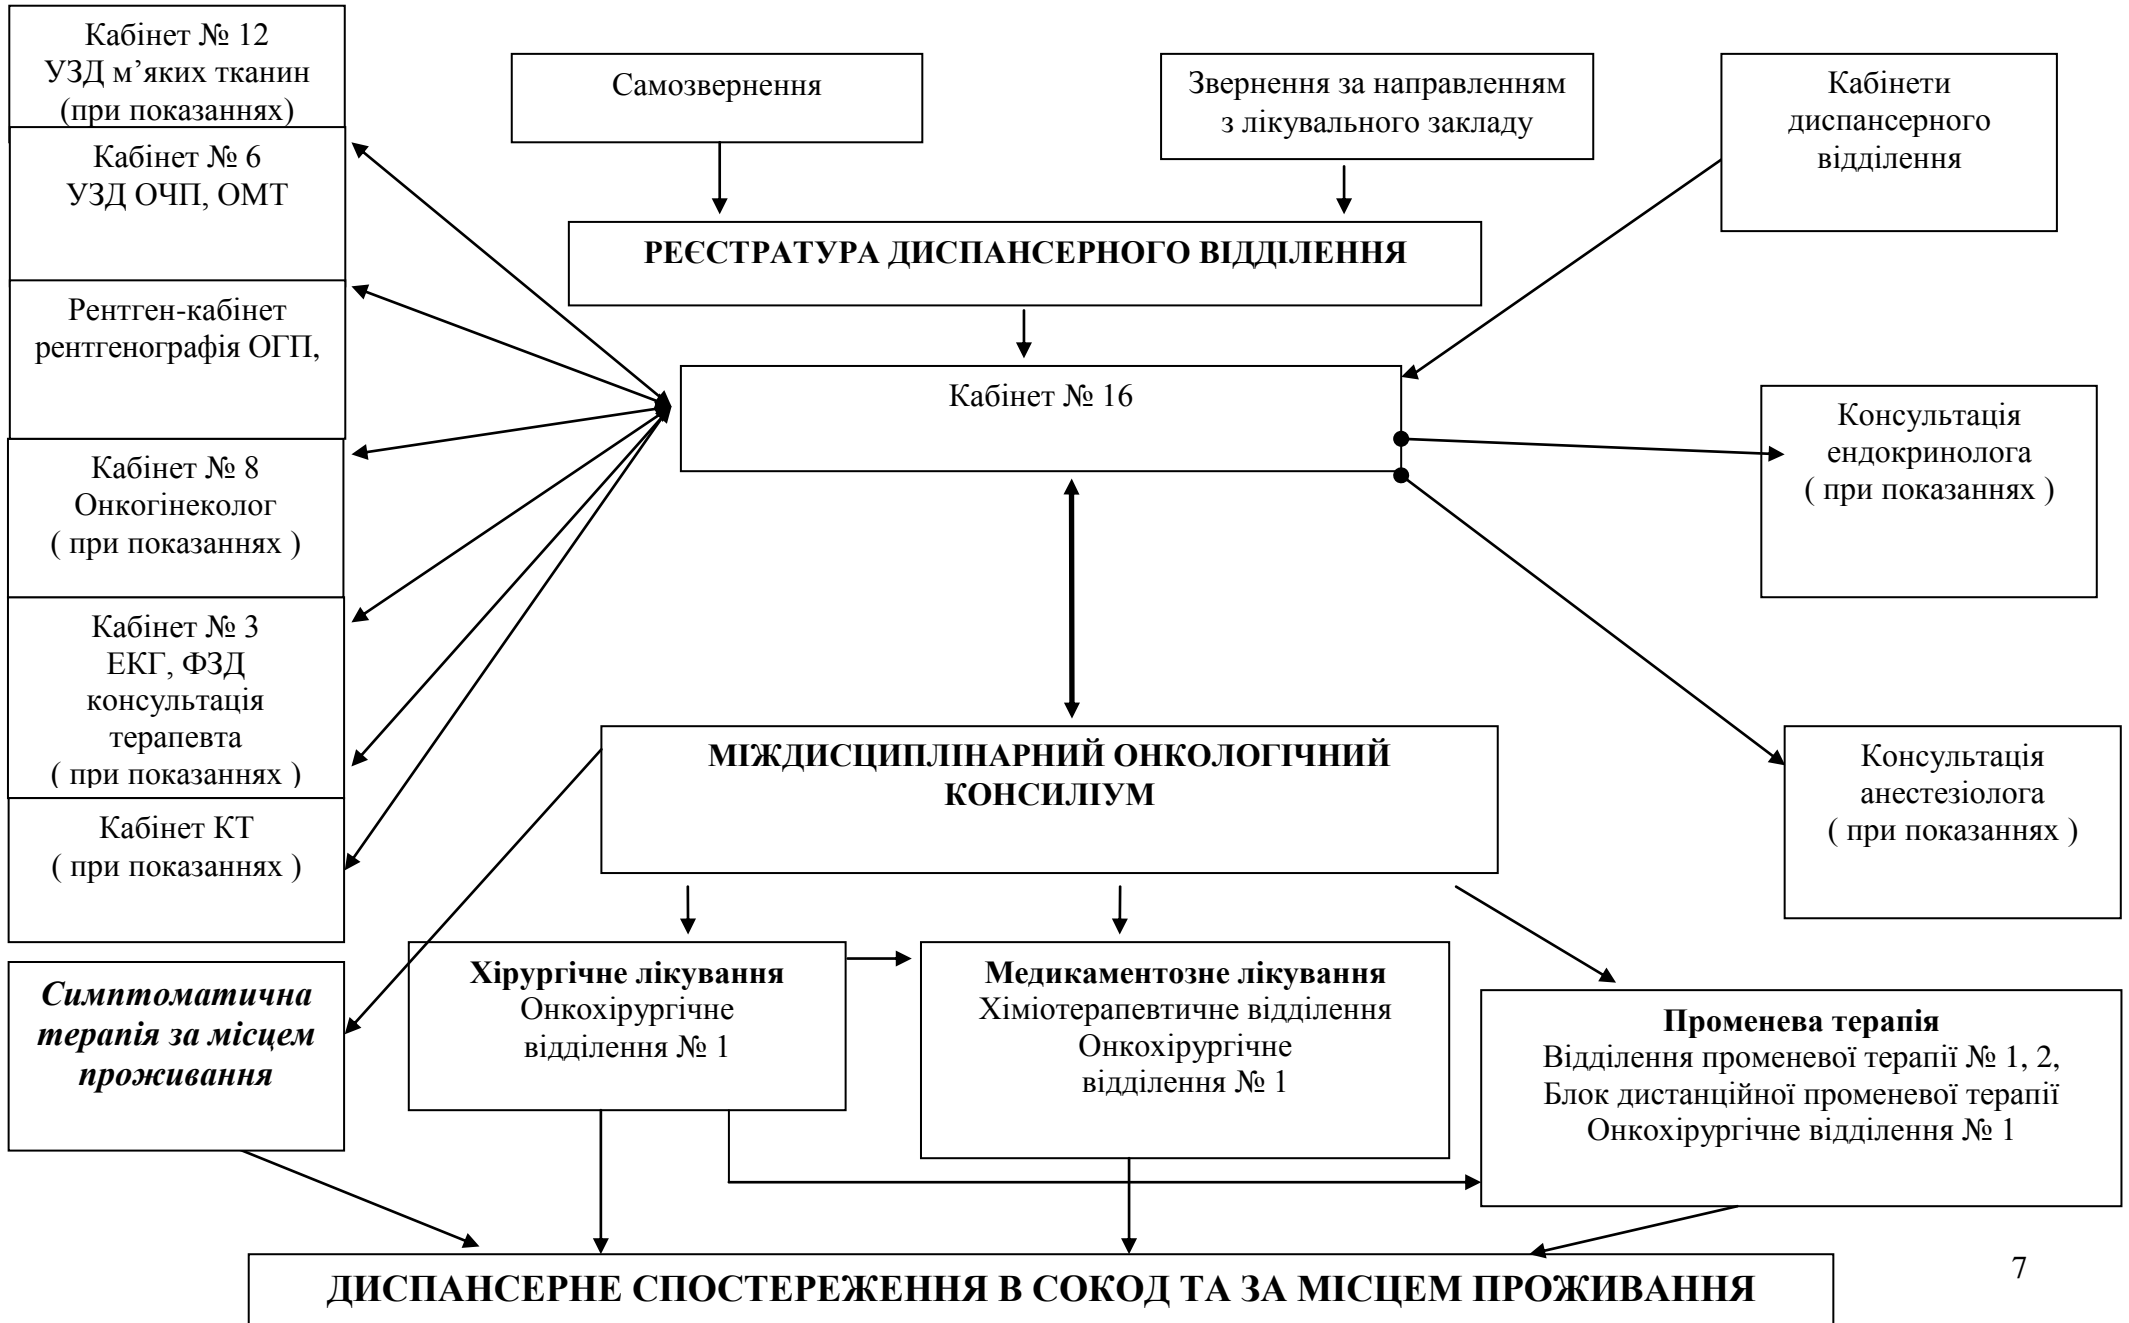 Кабінет № 12
УЗД м’яких тканин
(при показаннях)
Кабінет № 6
УЗД ОЧП, ОМТ
Рентген-кабінет
рентгенографія ОГП,
Кабінет № 8
Онкогінеколог
( при показаннях )
Кабінет № 3
ЕКГ, ФЗД
консультація
терапевта
( при показаннях )
Кабінет КТ
( при показаннях )
Самозвернення
Звернення за направленням
з лікувального закладу
Кабінети
диспансерного
відділення
РЕЄСТРАТУРА ДИСПАНСЕРНОГО ВІДДІЛЕННЯ
Кабінет № 16
Консультація
ендокринолога
( при показаннях )
МІЖДИСЦИПЛІНАРНИЙ ОНКОЛОГІЧНИЙ
КОНСИЛІУМ
Консультація
анестезіолога
( при показаннях )
Симптоматична
терапія за місцем
проживання
Хірургічне лікування
Онкохірургічне
відділення № 1
Медикаментозне лікування
Хіміотерапевтичне відділення
Онкохірургічне
відділення № 1
Променева терапія
Відділення променевої терапії № 1, 2,
Блок дистанційної променевої терапії
Онкохірургічне відділення № 1
ДИСПАНСЕРНЕ СПОСТЕРЕЖЕННЯ В СОКОД ТА ЗА МІСЦЕМ ПРОЖИВАННЯ
7